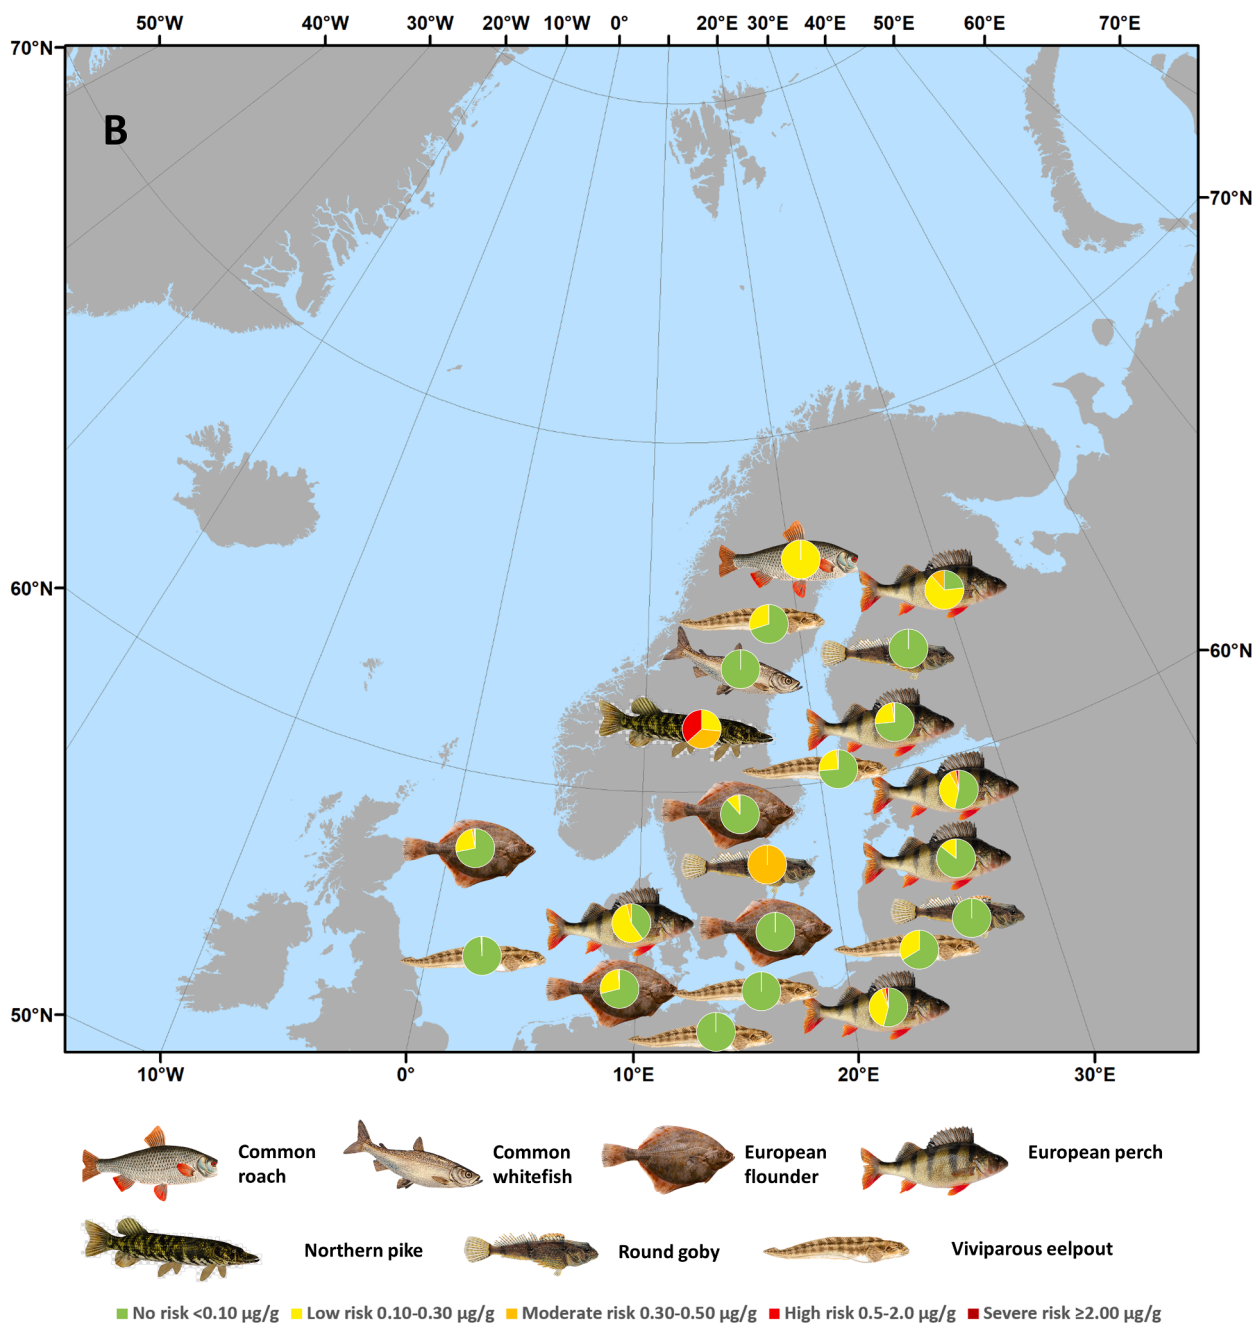 50°W 40°W 30°W 20°W 10°W 0° 20°E 30°E 40°E 50°E 60°E 70°E
70°N
B
70°N
60°N
60°N
50°N
10°W 0° 10°E 20°E 30°E
Common
roach
Common
whitefish
European
flounder
European perch
Northern pike
Round goby
Viviparous eelpout
No risk <0.10 µg/g Low risk 0.10-0.30 µg/g Moderate risk 0.30-0.50 µg/g High risk 0.5-2.0 µg/g Severe risk ≥2.00 µg/g